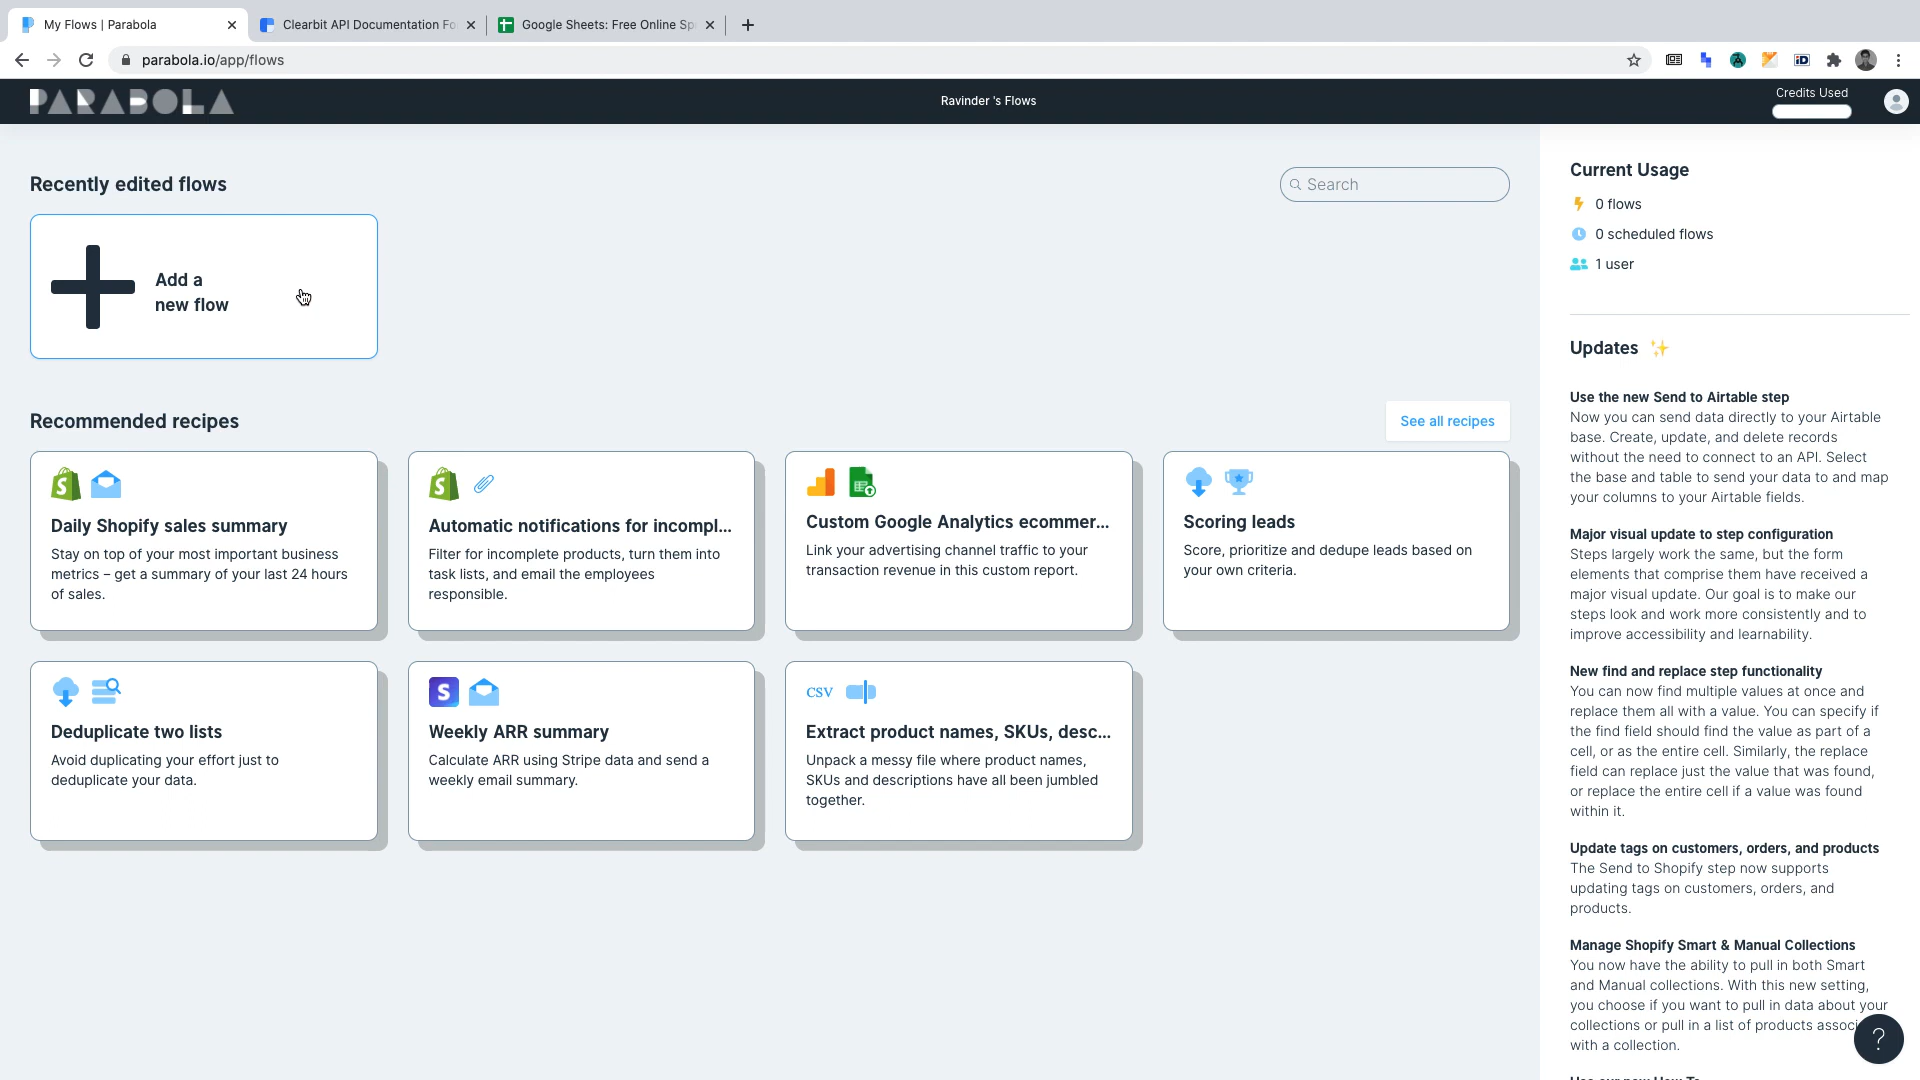 My Flows | Parabola
Clearbit API Documentation Fo
Google Sheets: Free Online Sp
parabola.io/app/flows
PARABOLA
Ravinder 's Flows
Credits Used
Recently edited flows
Search
Add a
new flow
Recommended recipes
See all recipes
Daily Shopify sales summary
Stay on top of your most important business
metrics – get a summary of your last 24 hours
of sales.
Automatic notifications for incompl...
Filter for incomplete products, turn them into
task lists, and email the employees
responsible.
Custom Google Analytics ecommer...
Link your advertising channel traffic to your
transaction revenue in this custom report.
Scoring leads
Score, prioritize and dedupe leads based on
your own criteria.
Deduplicate two lists
Avoid duplicating your effort just to
deduplicate your data.
S
Weekly ARR summary
Calculate ARR using Stripe data and send a
weekly email summary.
CSV
Extract product names, SKUs, desc...
Unpack a messy file where product names,
SKUs and descriptions have all been jumbled
together.
Current Usage
0 flows
0 scheduled flows
1 user
Updates ✨
Use the new Send to Airtable step
Now you can send data directly to your Airtable
base. Create, update, and delete records
without the need to connect to an API. Select
the base and table to send your data to and map
your columns to your Airtable fields.
Major visual update to step configuration
Steps largely work the same, but the form
elements that comprise them have received a
major visual update. Our goal is to make our
steps look and work more consistently and to
improve accessibility and learnability.
New find and replace step functionality
You can now find multiple values at once and
replace them all with a value. You can specify if
the find field should find the value as part of a
cell, or as the entire cell. Similarly, the replace
field can replace just the value that was found,
or replace the entire cell if a value was found
within it.
Update tags on customers, orders, and products
The Send to Shopify step now supports
updating tags on customers, orders, and
products.
Manage Shopify Smart & Manual Collections
You now have the ability to pull in both Smart
and Manual collections. With this new setting,
you choose if you want to pull in data about your
collections or pull in a list of products assoc
with a collection.
?